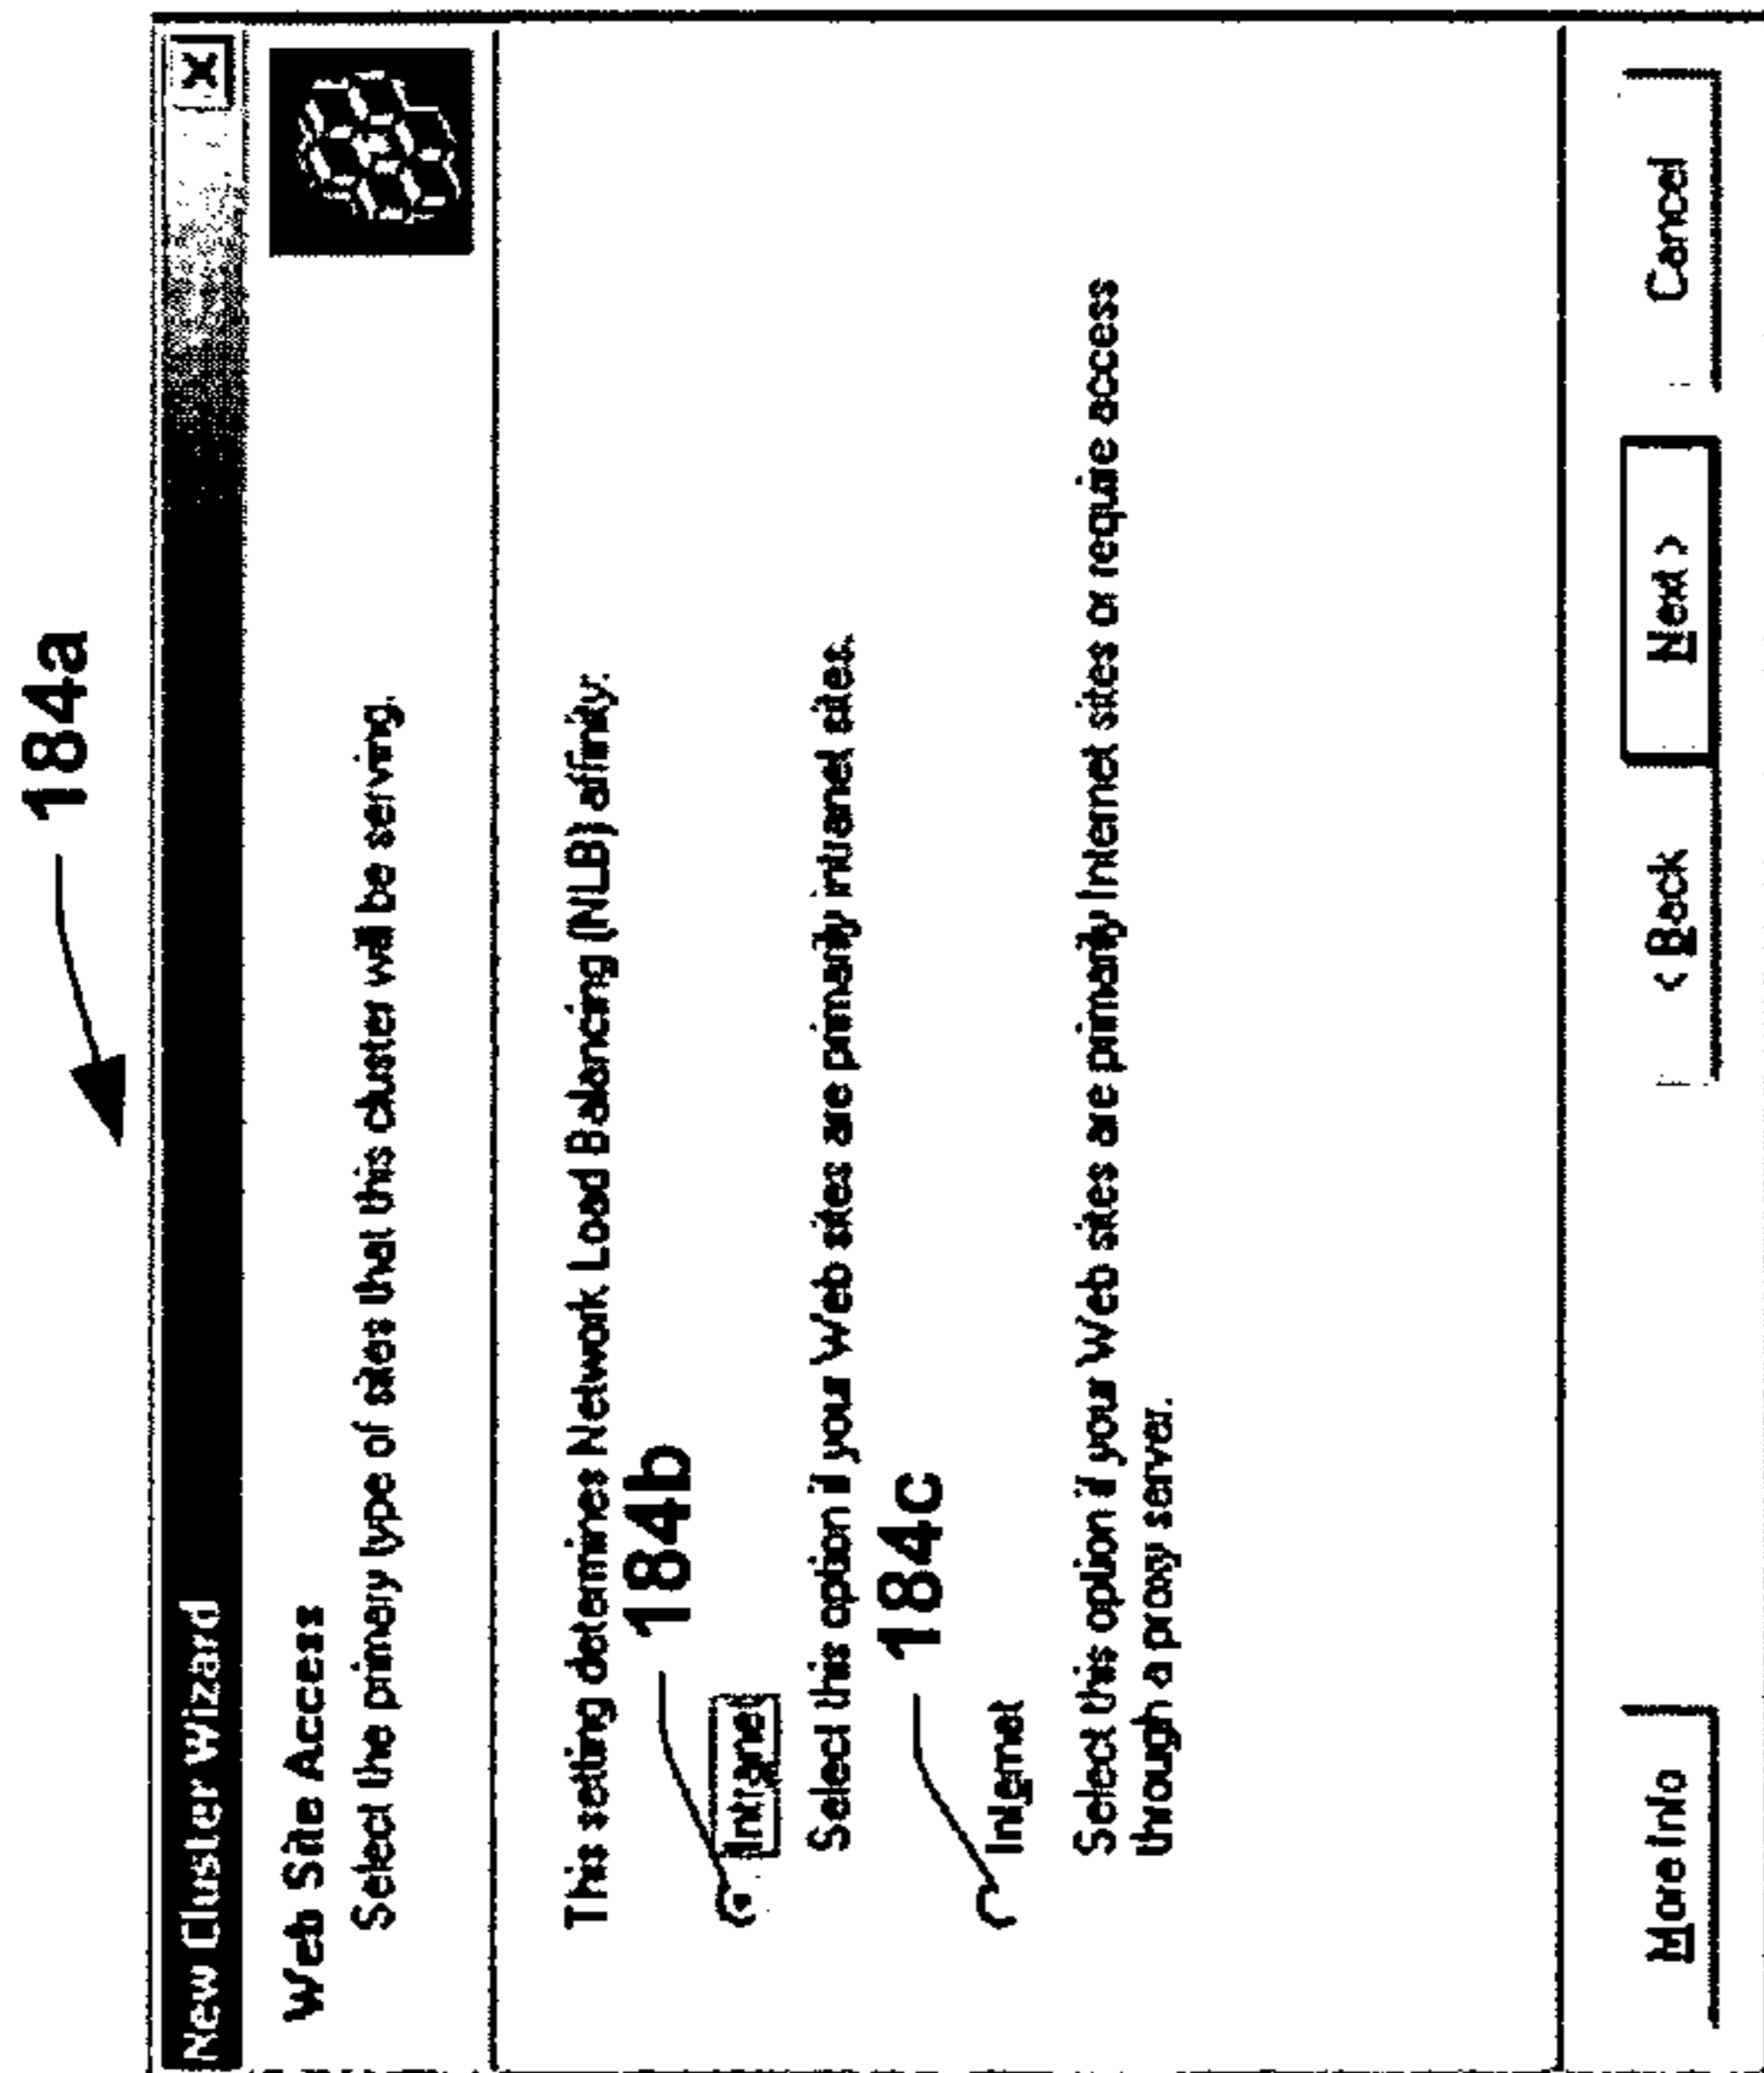 184a
New Cluster Wizard
Web Site Access
Select the primary type of sites that this cluster will be serving.
This setting determines Network Load Balancing (NLB) affinity.
184b
Intranet
Select this option if your Web sites are primarily intranet sites.
184c
Internet
Select this option if your Web sites are primarily Internet sites or require access
through a proxy server.
More Info
< Back
Next >
Cancel